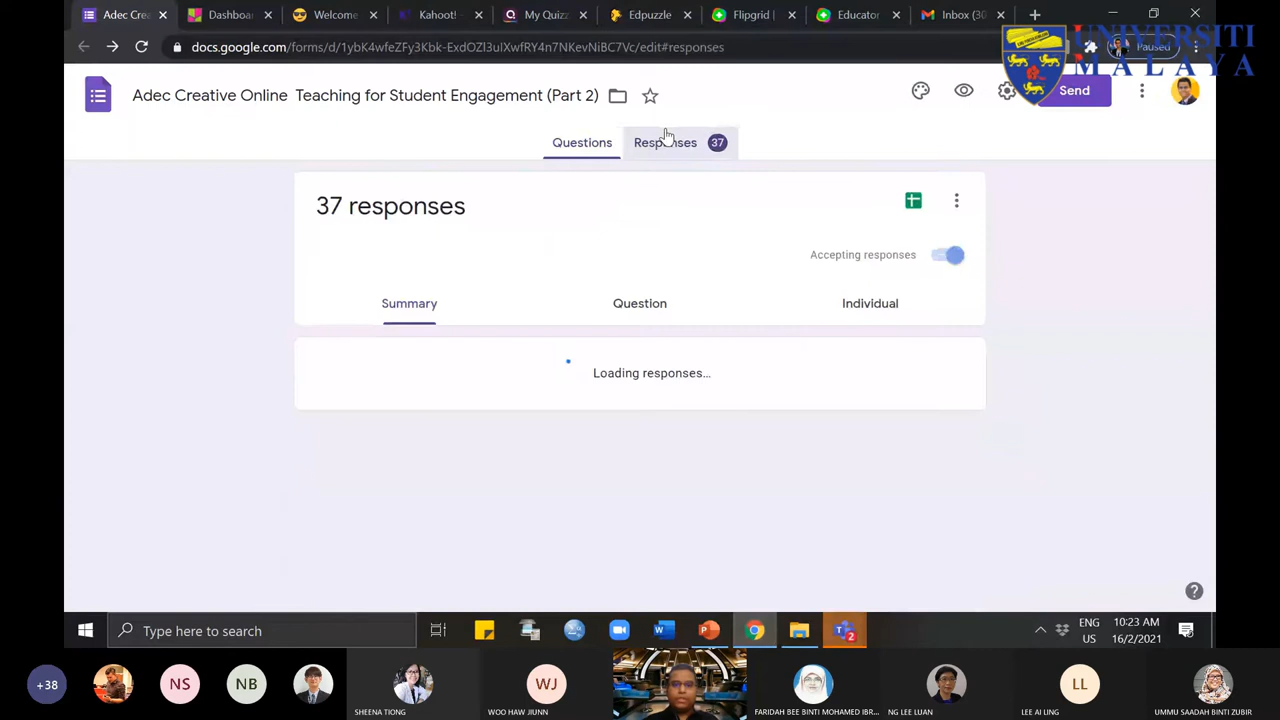 Adec Crea
Dashboa
Welcome
Kahoot!
My Quizz
Edpuzzle
Flipgrid |
Educator
Inbox (30
docs.google.com/forms/d/1ybK4wfeZFy3Kbk-ExdOZl3ulXwfRY4n7NKevNiBC7Vc/edit#responses
Paused
UNIVERSITI
MALAYA
Adec Creative Online Teaching for Student Engagement (Part 2)
Send
Questions
Responses
37
37 responses
Accepting responses
Summary
Question
Individual
Loading responses...
Type here to search
ENG
US
10:23 AM
16/2/2021
2
+38
NS
NB
SHEENA TIONG
WJ
WOO HAW JIUNN
FARIDAH BEE BINTI MOHAMED IBR...
NG LEE LUAN
LL
LEE AI LING
UMMU SAADAH BINTI ZUBIR